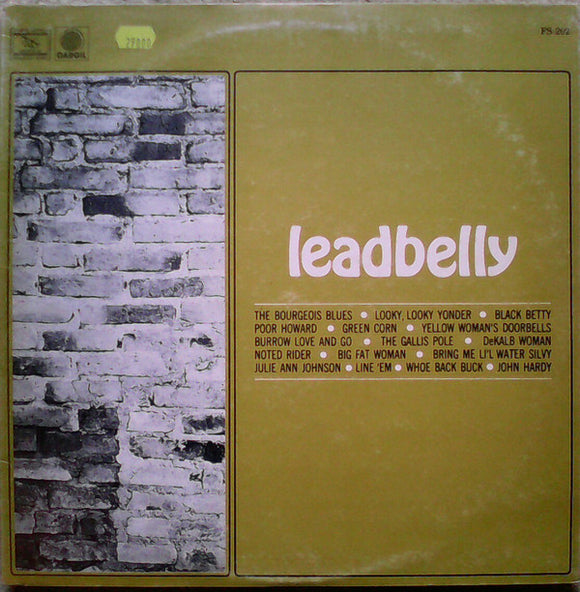 GAROIL
29000
FS 202
leadbelly
THE BOURGEOIS BLUES • LOOKY, LOOKY YONDER • BLACK BETTY
POOR HOWARD • GREEN CORN • YELLOW WOMAN'S DOORBELLS
BURROW LOVE AND GO • THE GALLIS POLE • DeKALB WOMAN
NOTED RIDER • BIG FAT WOMAN • BRING ME LI'L WATER SILVY
JULIE ANN JOHNSON • LINE 'EM • WHOE BACK BUCK • JOHN HARDY